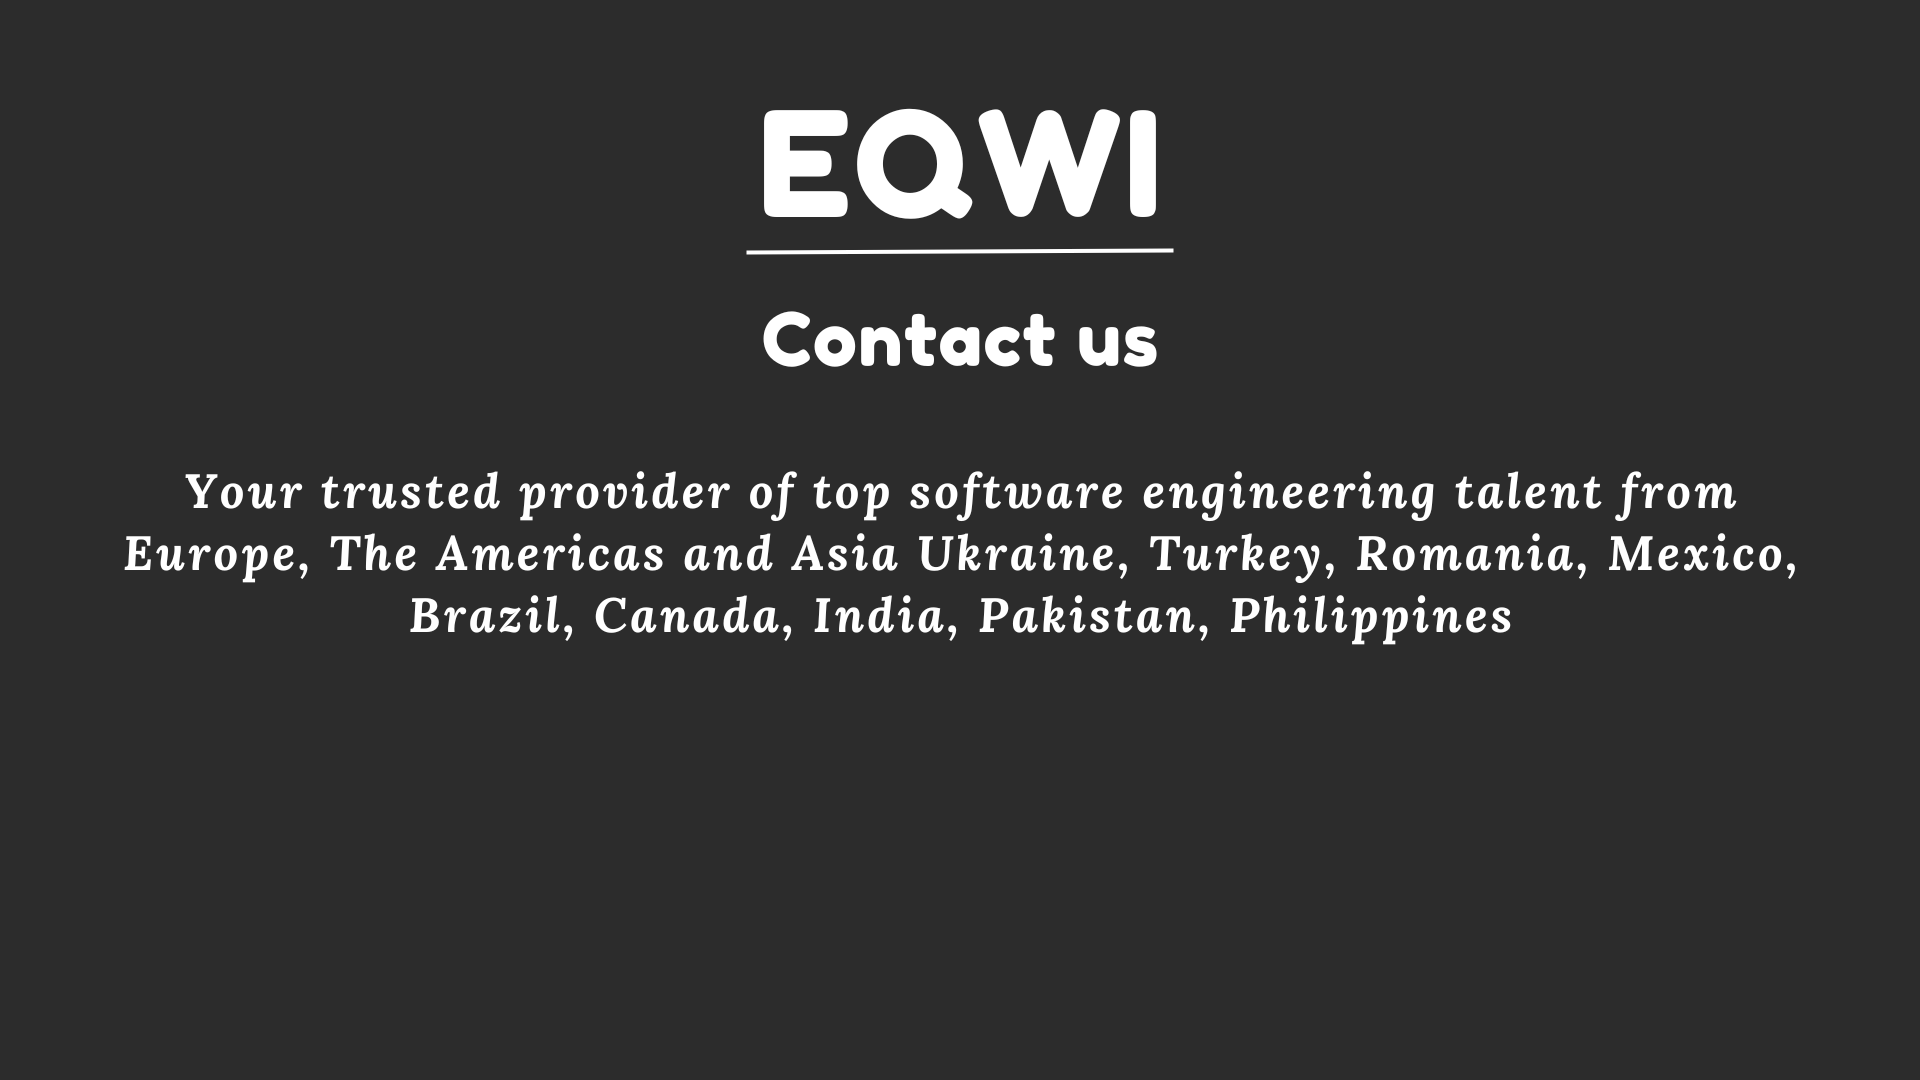 EQWI
Contact us
Your trusted provider of top software engineering talent from
Europe, The Americas and Asia Ukraine, Turkey, Romania, Mexico,
Brazil, Canada, India, Pakistan, Philippines